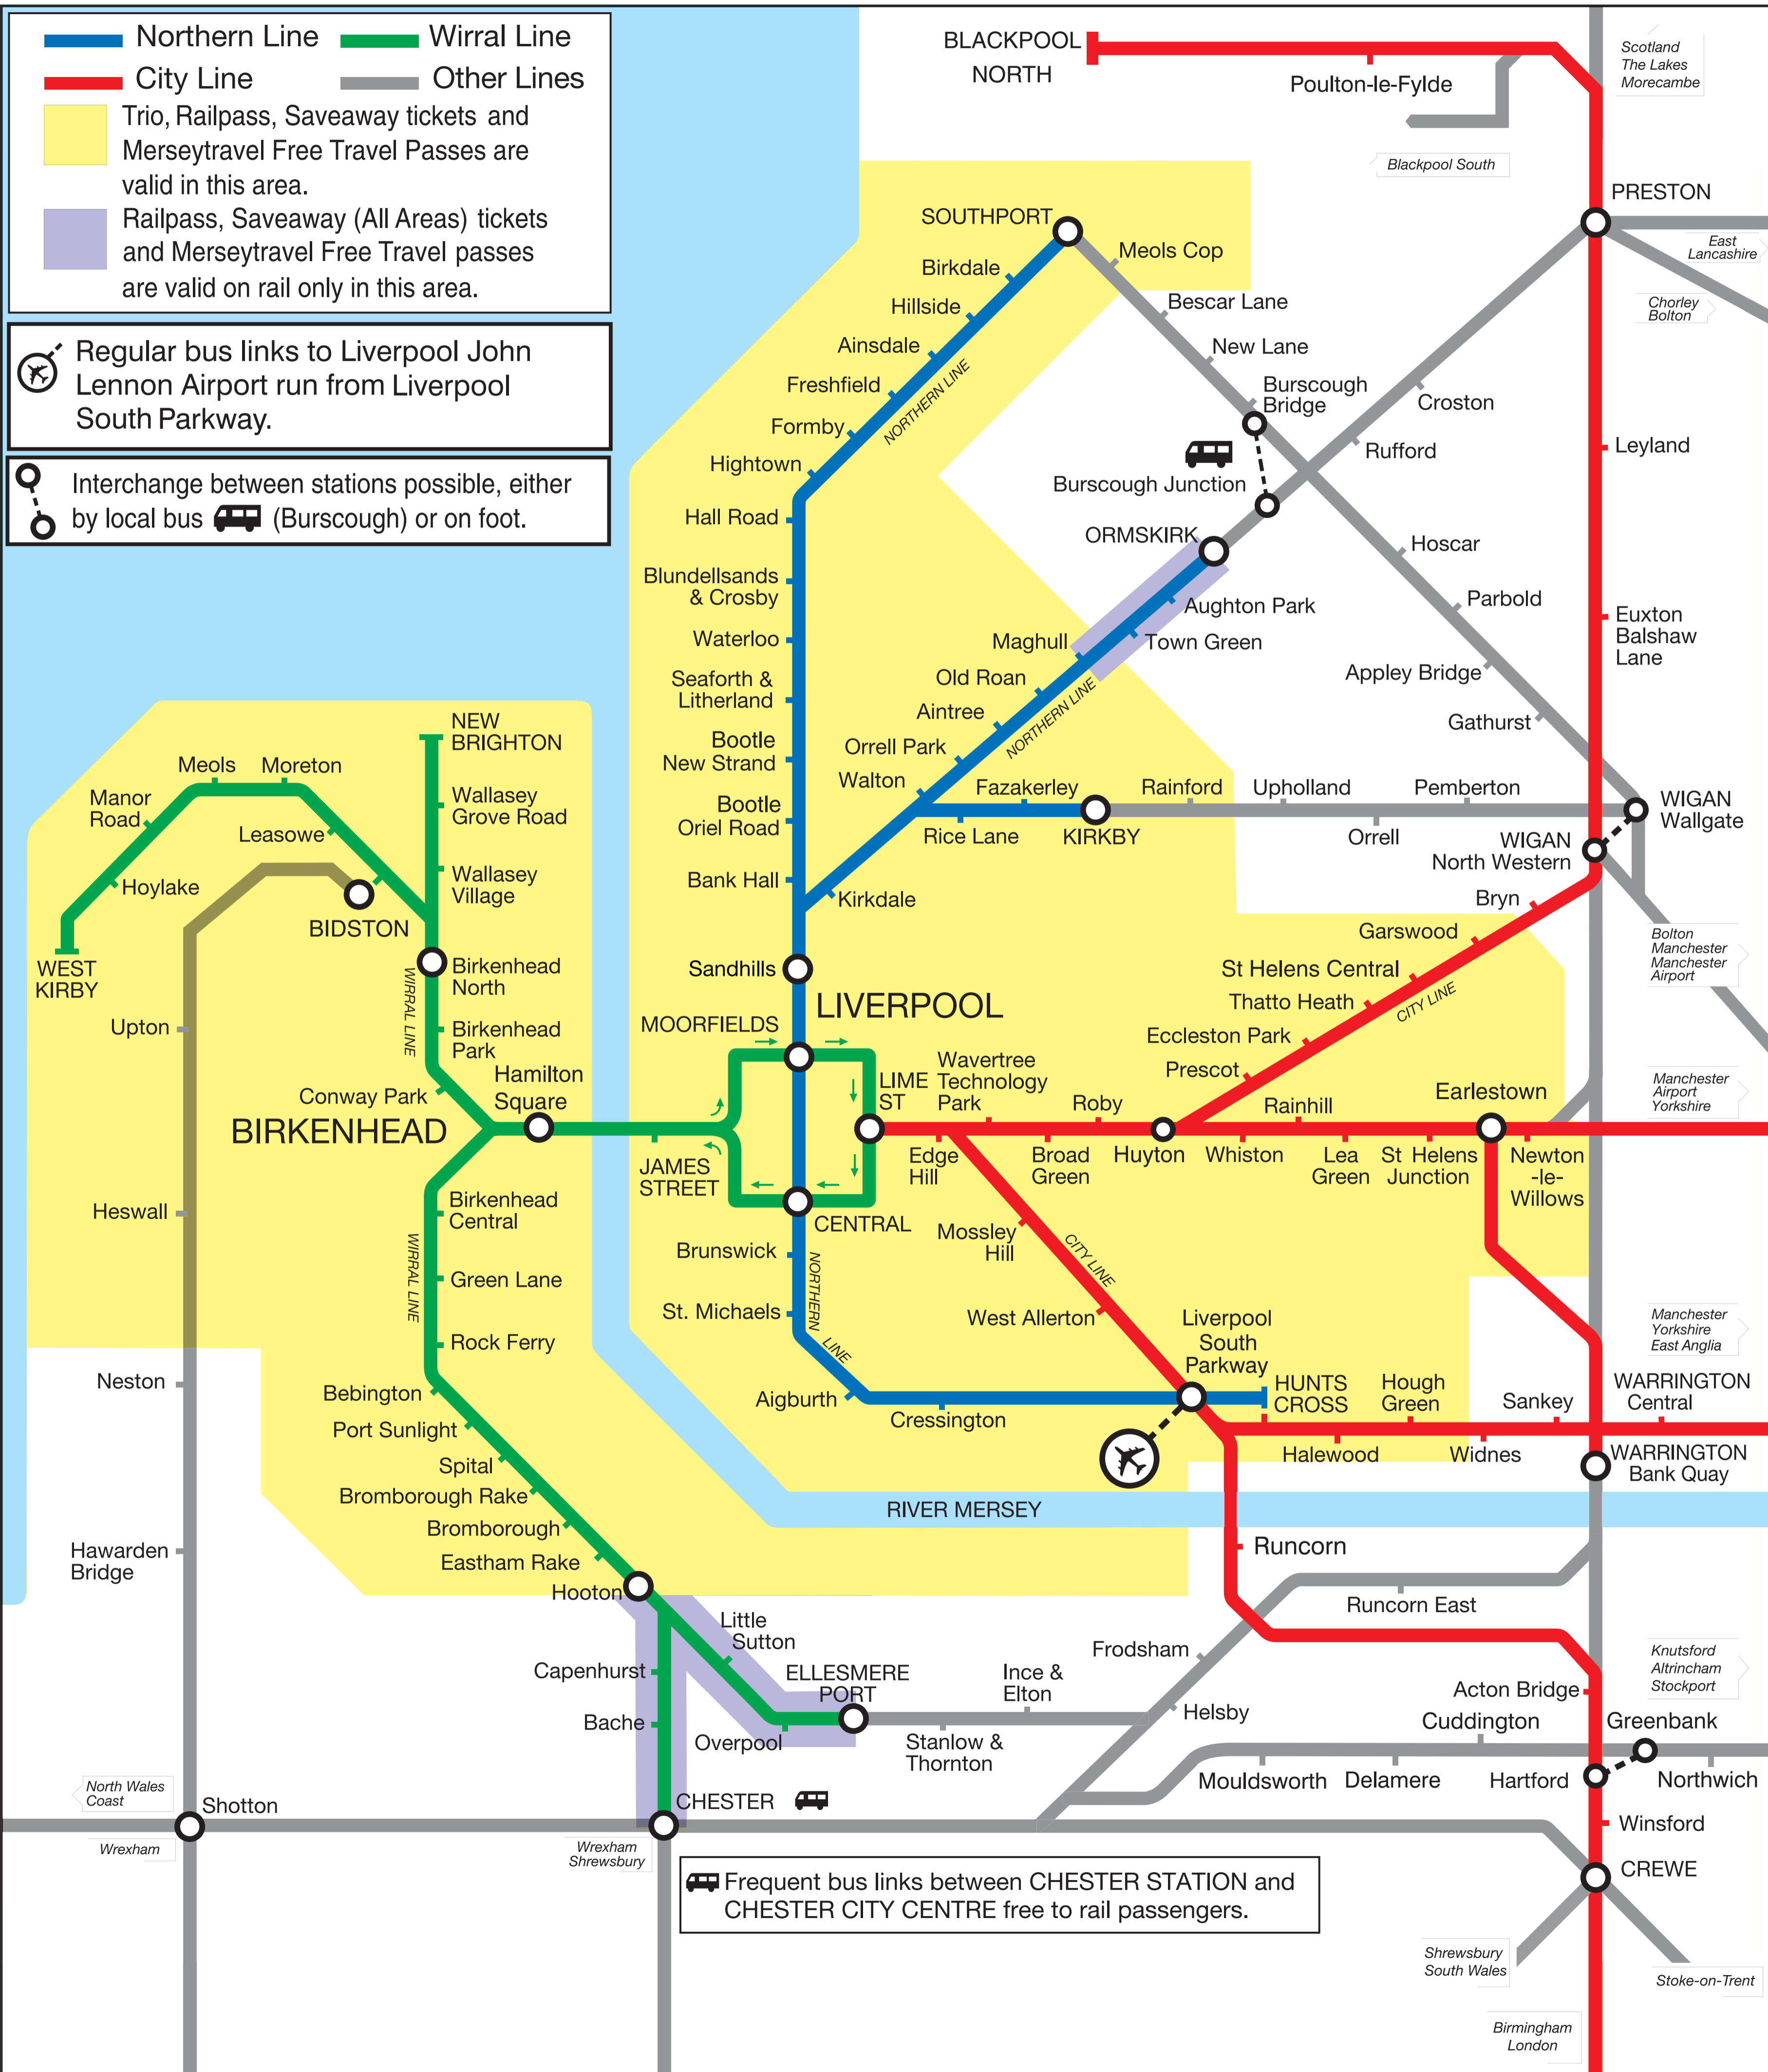 Northern Line
Wirral Line
City Line
Other Lines
Trio, Railpass, Saveaway tickets and
Merseytravel Free Travel Passes are
valid in this area.
Railpass, Saveaway (All Areas) tickets
and Merseytravel Free Travel passes
are valid on rail only in this area.
Regular bus links to Liverpool John
Lennon Airport run from Liverpool
South Parkway.
Interchange between stations possible, either
by local bus (Burscough) or on foot.
BLACKPOOL
NORTH
Poulton-le-Fylde
Scotland
The Lakes
Morecambe
Blackpool South
PRESTON
East
Lancashire
Chorley
Bolton
SOUTHPORT
Meols Cop
Birkdale
Bescar Lane
Hillside
New Lane
Ainsdale
Burscough
Bridge
Freshfield
NORTHERN LINE
Croston
Formby
Rufford
Leyland
Hightown
Burscough Junction
Hall Road
ORMSKIRK
Hoscar
Blundellsands
& Crosby
Aughton Park
Parbold
Euxton
Balshaw
Lane
Waterloo
Maghull
Town Green
Seaforth &
Litherland
Old Roan
Appley Bridge
Aintree
NORTHERN LINE
Gathurst
Bootle
New Strand
Orrell Park
Walton
Fazakerley
Rainford
Upholland
Pemberton
WIGAN
Wallgate
Bootle
Oriel Road
Rice Lane
KIRKBY
Orrell
WIGAN
North Western
Bank Hall
Kirkdale
Bryn
NEW
BRIGHTON
Meols
Moreton
Manor
Road
Wallasey
Grove Road
Leasowe
Hoylake
Wallasey
Village
BIDSTON
WEST
KIRBY
Birkenhead
North
WIRRAL LINE
Upton
Birkenhead
Park
Conway Park
Hamilton
Square
BIRKENHEAD
Garswood
Bolton
Manchester
Manchester
Airport
Sandhills
St Helens Central
LIVERPOOL
Thatto Heath
CITY LINE
MOORFIELDS
Eccleston Park
Prescot
LIME
ST
Wavertree
Technology
Park
Roby
Rainhill
Earlestown
Manchester
Airport
Yorkshire
JAMES
STREET
Edge
Hill
Broad
Green
Huyton
Whiston
Lea
Green
St Helens
Junction
Newton
-le-
Willows
CENTRAL
Heswall
Birkenhead
Central
WIRRAL LINE
Green Lane
Rock Ferry
Brunswick
NORTHERN
LINE
St. Michaels
Mossley
Hill
CITY LINE
West Allerton
Liverpool
South
Parkway
Manchester
Yorkshire
East Anglia
Neston
Bebington
Aigburth
Cressington
HUNTS
CROSS
Hough
Green
Sankey
WARRINGTON
Central
Port Sunlight
Halewood
Widnes
WARRINGTON
Bank Quay
Spital
Bromborough Rake
RIVER MERSEY
Bromborough
Hawarden
Bridge
Eastham Rake
Runcorn
Hooton
Runcorn East
Little
Sutton
Capenhurst
ELLESMERE
PORT
Ince &
Elton
Frodsham
Knutsford
Altrincham
Stockport
Acton Bridge
Bache
Overpool
Stanlow &
Thornton
Helsby
Cuddington
Greenbank
Mouldsworth
Delamere
Hartford
Northwich
North Wales
Coast
Shotton
CHESTER
Winsford
Wrexham
Wrexham
Shrewsbury
CREWE
Frequent bus links between CHESTER STATION and
CHESTER CITY CENTRE free to rail passengers.
Shrewsbury
South Wales
Stoke-on-Trent
Birmingham
London